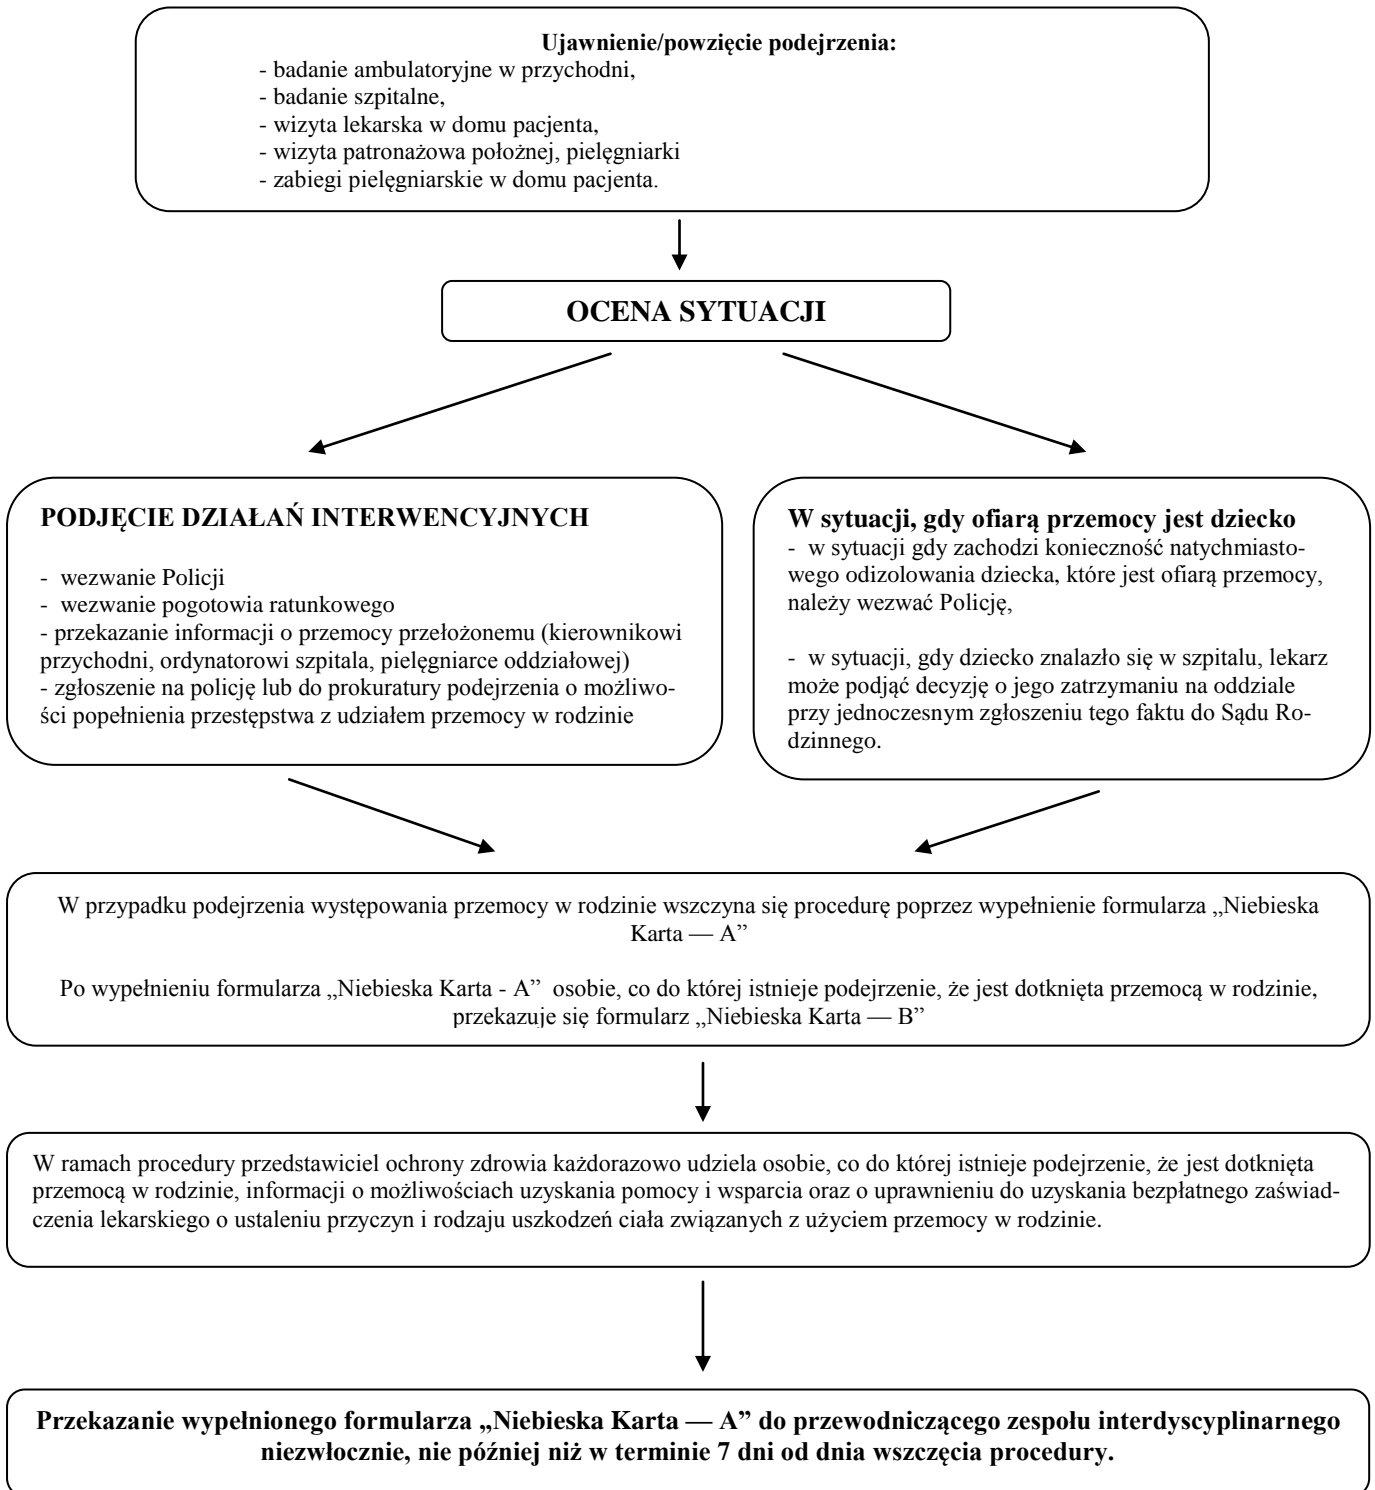 Ujawnienie/powzięcie podejrzenia:
- badanie ambulatoryjne w przychodni,
- badanie szpitalne,
- wizyta lekarska w domu pacjenta,
- wizyta patronażowa położnej, pielęgniarki
- zabiegi pielęgniarskie w domu pacjenta.
OCENA SYTUACJI
PODJĘCIE DZIAŁAŃ INTERWENCYJNYCH
- wezwanie Policji
- wezwanie pogotowia ratunkowego
- przekazanie informacji o przemocy przełożonemu (kierownikowi
przychodni, ordynatorowi szpitala, pielęgniarce oddziałowej)
- zgłoszenie na policję lub do prokuratury podejrzenia o możliwo-
ści popełnienia przestępstwa z udziałem przemocy w rodzinie
W sytuacji, gdy ofiarą przemocy jest dziecko
- w sytuacji gdy zachodzi konieczność natychmiasto-
wego odizolowania dziecka, które jest ofiarą przemocy,
należy wezwać Policję,
- w sytuacji, gdy dziecko znalazło się w szpitalu, lekarz
może podjąć decyzję o jego zatrzymaniu na oddziale
przy jednoczesnym zgłoszeniu tego faktu do Sądu Ro-
dzinnego.
W przypadku podejrzenia występowania przemocy w rodzinie wszczyna się procedurę poprzez wypełnienie formularza „Niebieska
Karta — A”
Po wypełnieniu formularza „Niebieska Karta - A” osobie, co do której istnieje podejrzenie, że jest dotknięta przemocą w rodzinie,
przekazuje się formularz „Niebieska Karta — B”
W ramach procedury przedstawiciel ochrony zdrowia każdorazowo udziela osobie, co do której istnieje podejrzenie, że jest dotknięta
przemocą w rodzinie, informacji o możliwościach uzyskania pomocy i wsparcia oraz o uprawnieniu do uzyskania bezpłatnego zaświad-
czenia lekarskiego o ustaleniu przyczyn i rodzaju uszkodzeń ciała związanych z użyciem przemocy w rodzinie.
Przekazanie wypełnionego formularza „Niebieska Karta — A” do przewodniczącego zespołu interdyscyplinarnego
niezwłocznie, nie później niż w terminie 7 dni od dnia wszczęcia procedury.